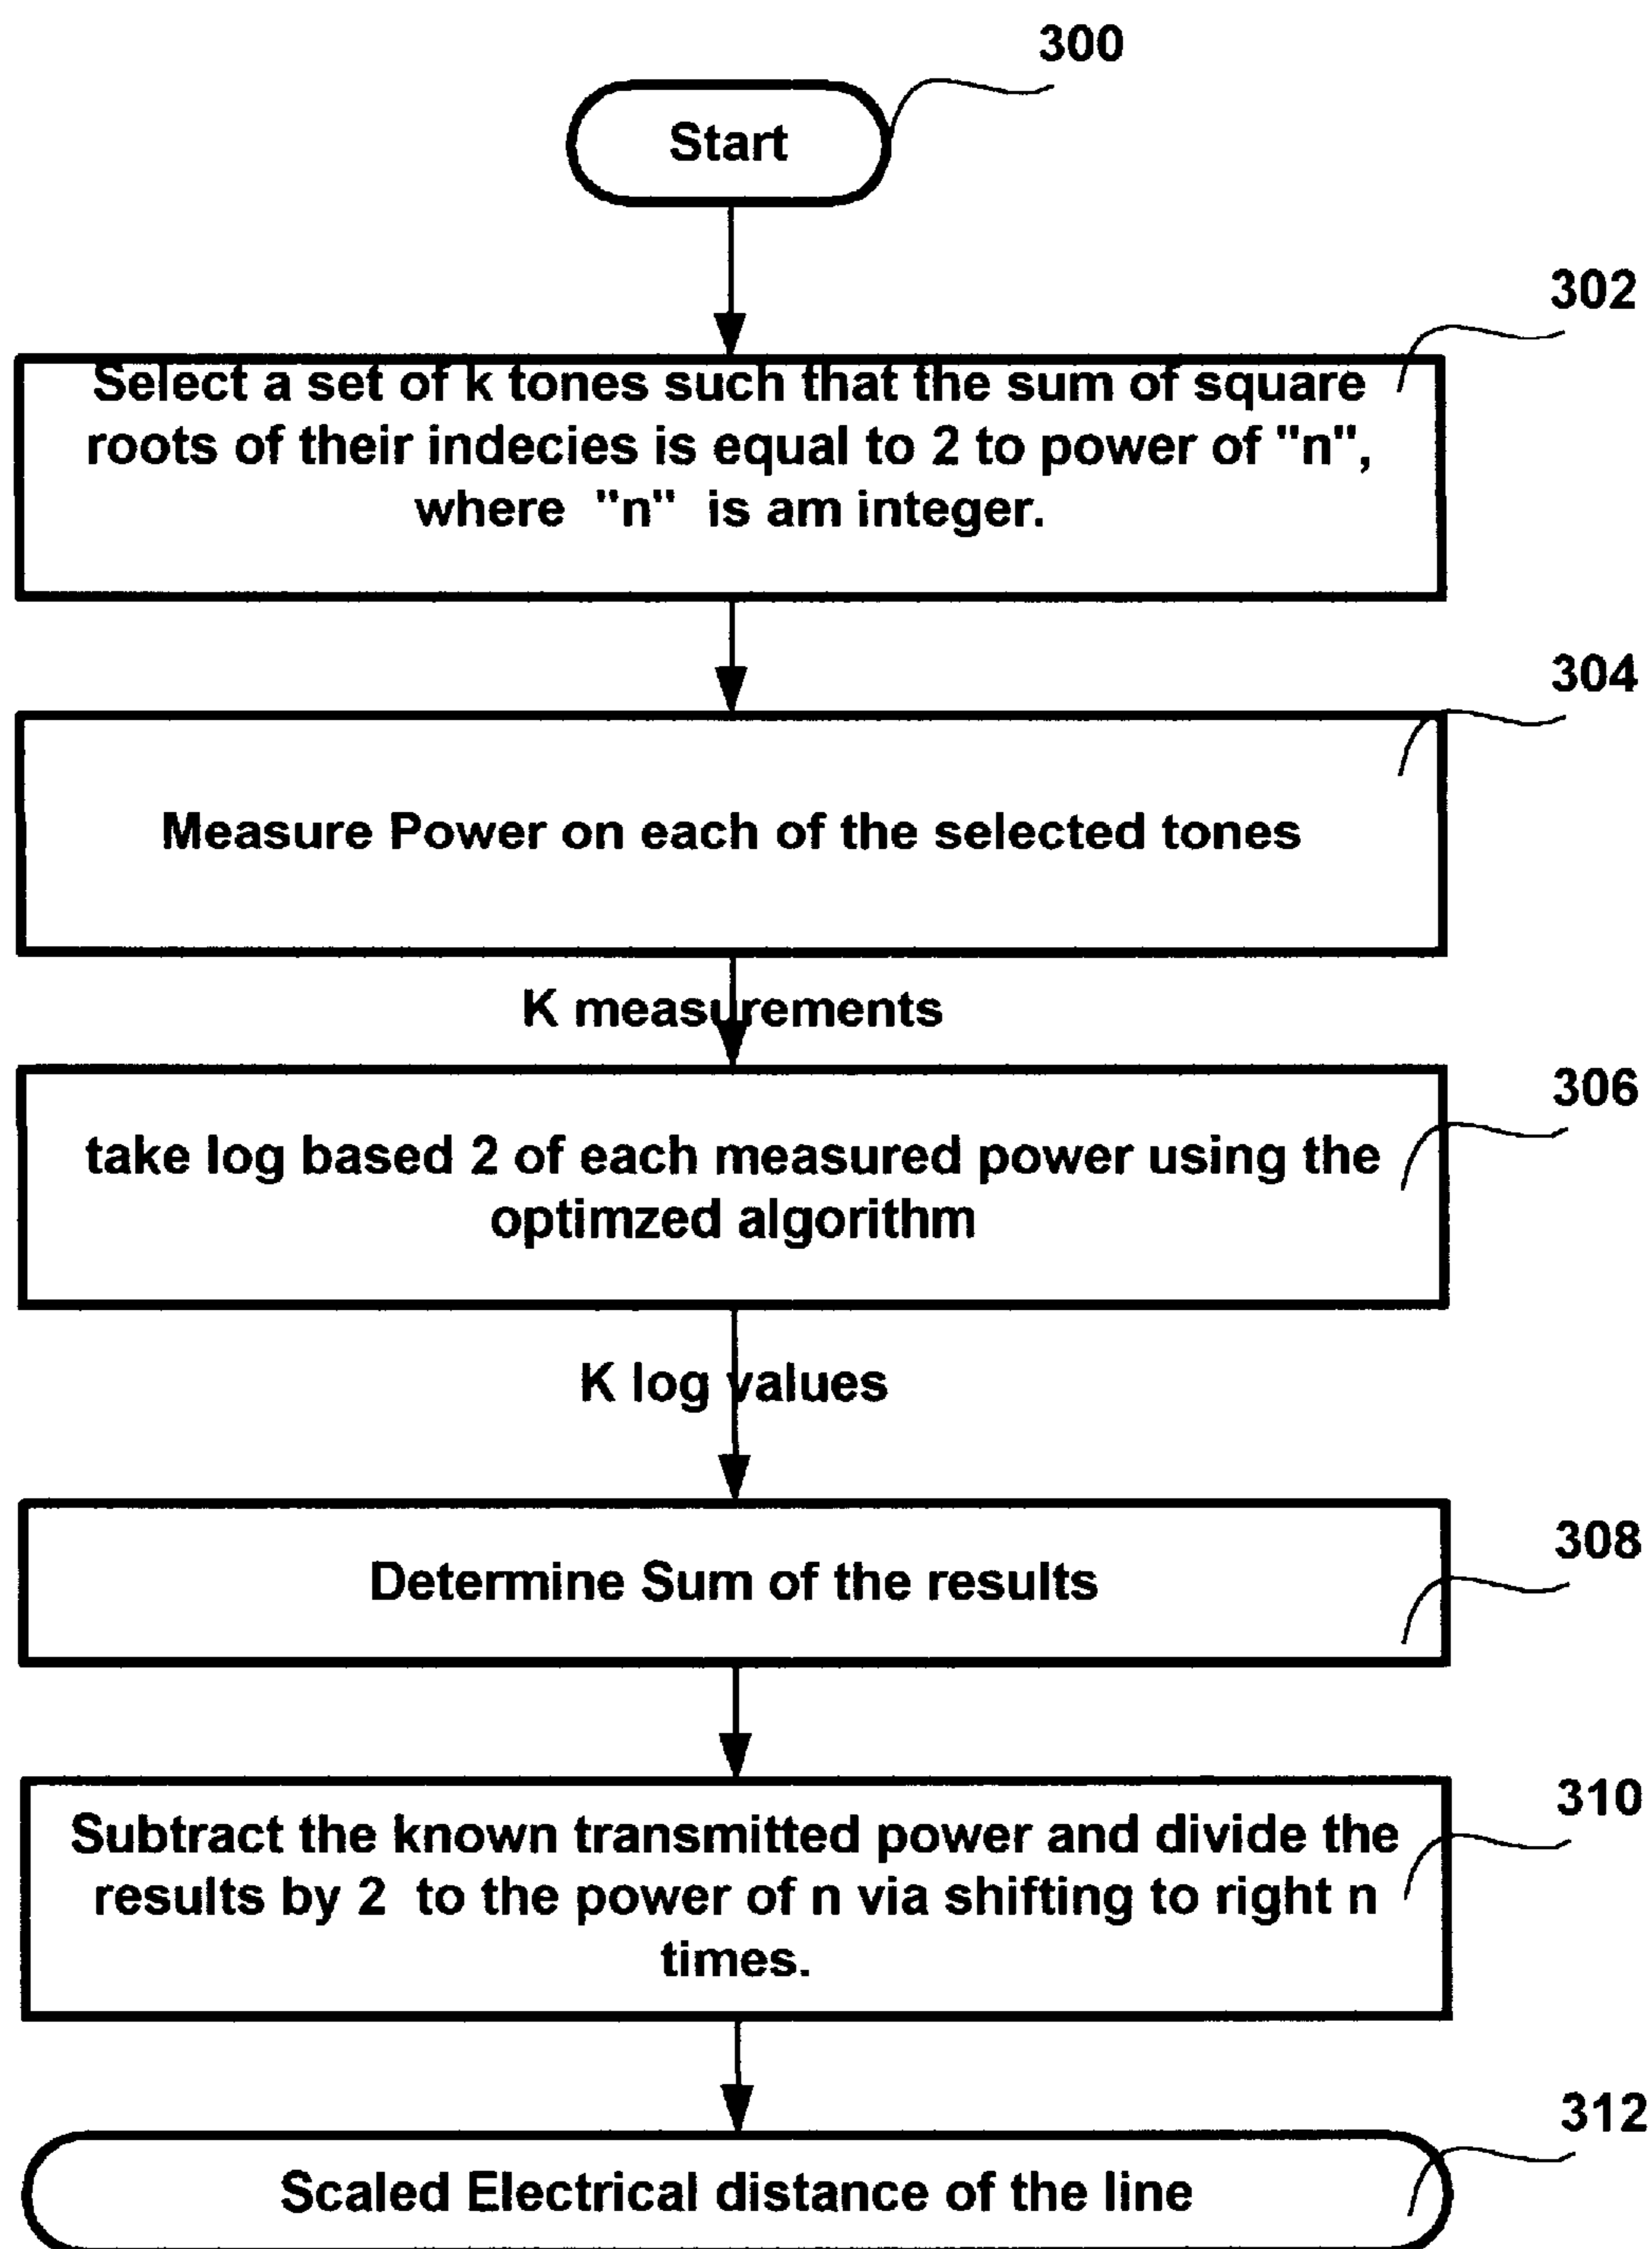 300
Start
302
Select a set of k tones such that the sum of square
roots of their indecies is equal to 2 to power of "n",
where "n" is am integer.
304
Measure Power on each of the selected tones
K measurements
306
take log based 2 of each measured power using the
optimzed algorithm
K log values
308
Determine Sum of the results
310
Subtract the known transmitted power and divide the
results by 2 to the power of n via shifting to right n
times.
312
Scaled Electrical distance of the line